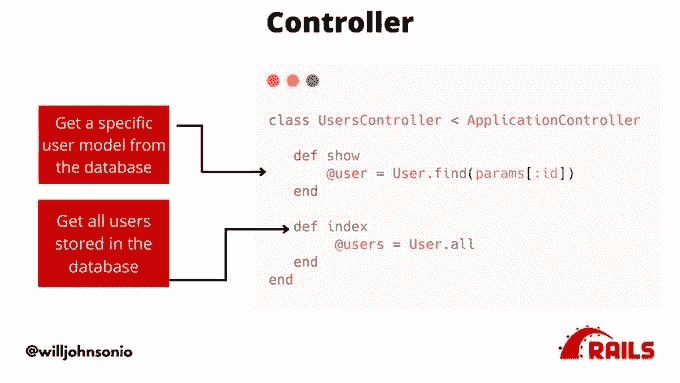 Controller
Get a specific
user model from
the database
class UsersController < ApplicationController
def show
@user = User.find(params[:id])
end
Get all users
stored in the
database
def index
@users = User.all
end
end
@willjohnsonio
RAILS